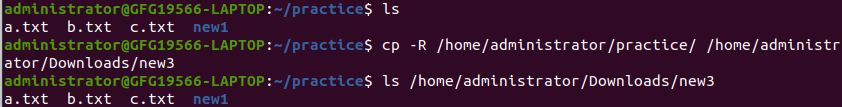 administrator@GFG19566-LAPTOP:~/practice$ ls
a.txt  b.txt  c.txt  new1
administrator@GFG19566-LAPTOP:~/practice$ cp -R /home/administrator/practice/ /home/administr
ator/Downloads/new3
administrator@GFG19566-LAPTOP:~/practice$ ls /home/administrator/Downloads/new3
a.txt  b.txt  c.txt  new1